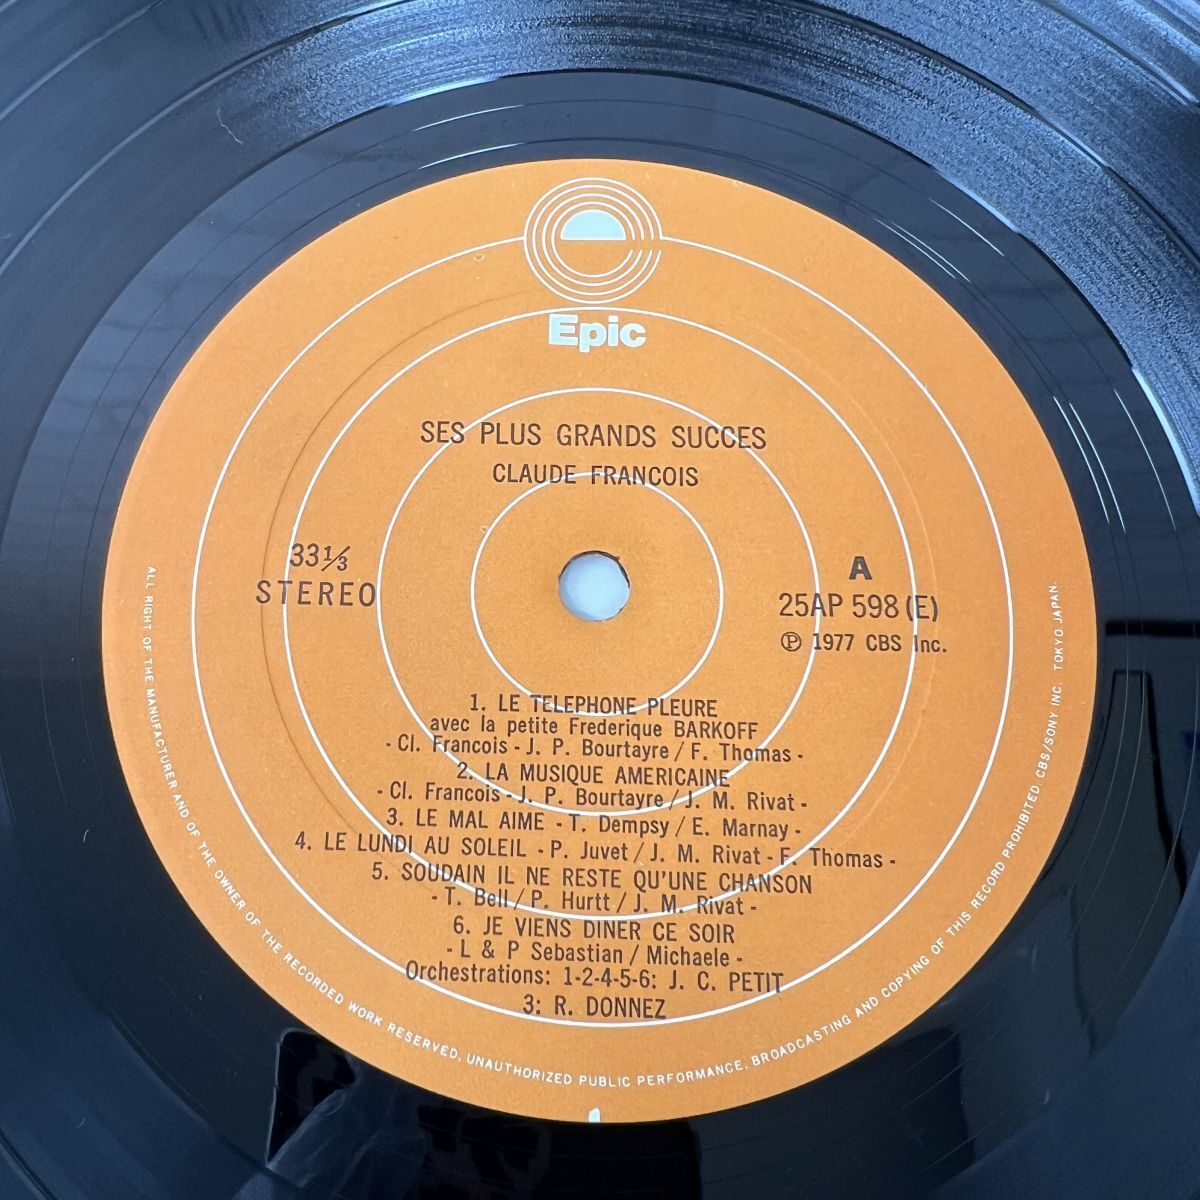 Epic
SES PLUS GRANDS SUCCES
CLAUDE FRANCOIS
33⅓
STEREO
A
25AP 598 (E)
℗ 1977 CBS Inc.
1. LE TELEPHONE PLEURE
avec la petite Frederique BARKOFF
- Cl. Francois - J. P. Bourtayre / F. Thomas -
2. LA MUSIQUE AMERICAINE
- Cl. Francois - J. P. Bourtayre / J. M. Rivat -
3. LE MAL AIME - T. Dempsy / E. Marnay -
4. LE LUNDI AU SOLEIL - P. Juvet / J. M. Rivat - F. Thomas -
5. SOUDAIN IL NE RESTE QU'UNE CHANSON
- T. Bell / P. Hurtt / J. M. Rivat -
6. JE VIENS DINER CE SOIR
- L & P Sebastian / Michaele -
Orchestrations: 1-2-4-5-6: J. C. PETIT
3: R. DONNEZ
ALL RIGHT OF THE MANUFACTURER AND OF THE OWNER OF THE RECORDED WORK RESERVED. UNAUTHORIZED PUBLIC PERFORMANCE. BROADCASTING AND COPYING OF THIS RECORD PROHIBITED CBS/SONY INC. TOKYO. JAPAN.